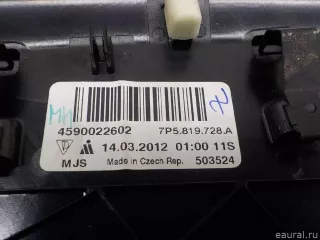 4590022602 7P5.819.728.A
14.03.2012 01:00 11S
MJS Made in Czech Rep. 503524
eaural.ru